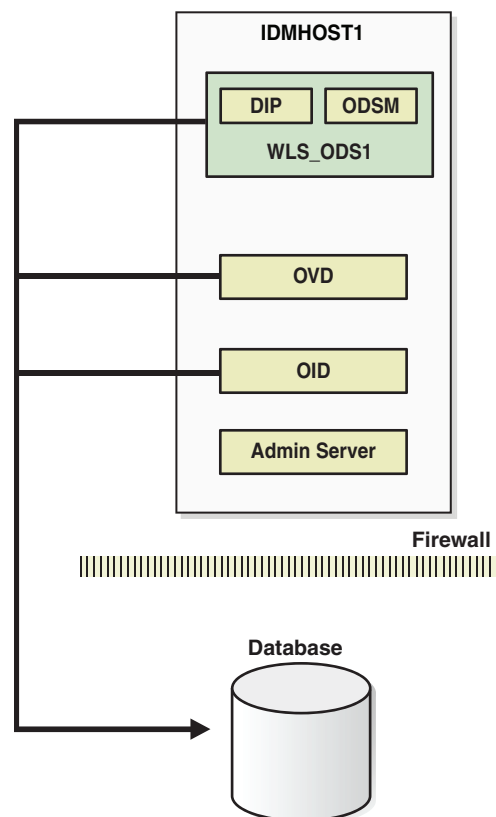 IDMHOST1
DIP
ODSM
WLS_ODS1
OVD
OID
Admin Server
Firewall
Database